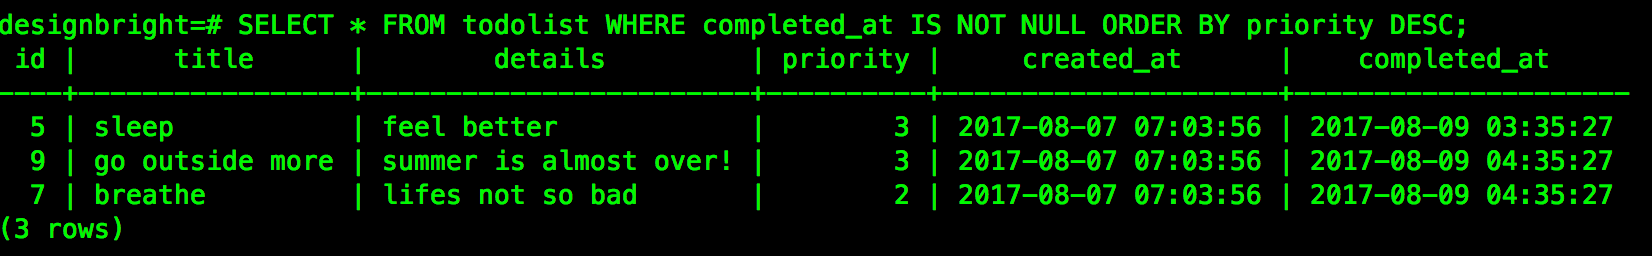 designbright=# SELECT * FROM todolist WHERE completed_at IS NOT NULL ORDER BY priority DESC;
 id |      title      |        details         | priority |     created_at      |    completed_at
----+-----------------+------------------------+----------+---------------------+---------------------
  5 | sleep           | feel better            |        3 | 2017-08-07 07:03:56 | 2017-08-09 03:35:27
  9 | go outside more | summer is almost over! |        3 | 2017-08-07 07:03:56 | 2017-08-09 04:35:27
  7 | breathe         | lifes not so bad       |        2 | 2017-08-07 07:03:56 | 2017-08-09 04:35:27
(3 rows)